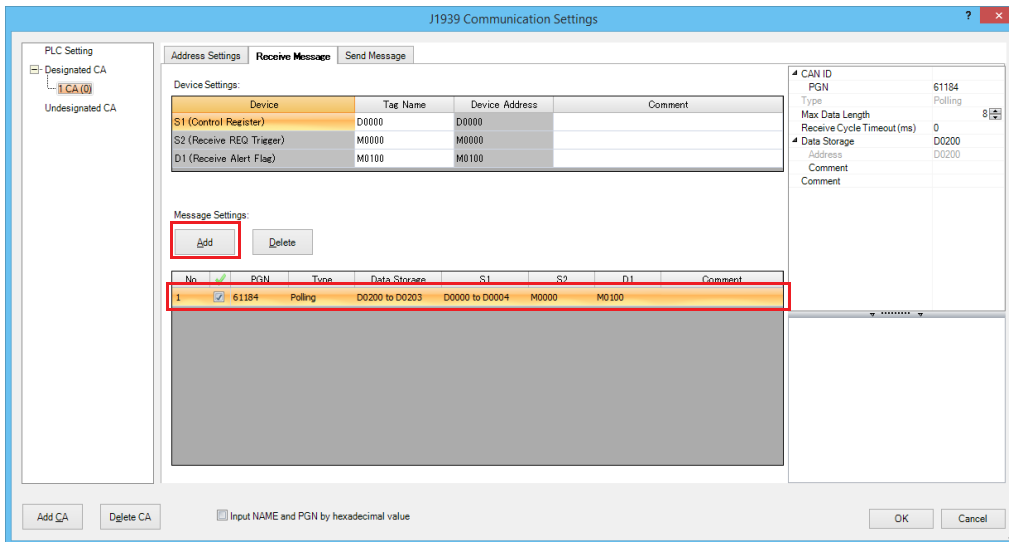 J1939 Communication Settings
?
×
PLC Setting
Designated CA
1 CA (0)
Undesignated CA
Address Settings Receive Message Send Message
Device Settings:
Device Tag Name Device Address Comment
S1 (Control Register) D0000 D0000
S2 (Receive REQ Trigger) M0000 M0000
D1 (Receive Alert Flag) M0100 M0100
Message Settings:
Add Delete
No. PGN Type Data Storage S1 S2 D1 Comment
1 61184 Polling D0200 to D0203 D0000 to D0004 M0000 M0100
CAN ID
PGN 61184
Type Polling
Max Data Length 8
Receive Cycle Timeout (ms) 0
Data Storage D0200
Address D0200
Comment
Comment
Add CA Delete CA
Input NAME and PGN by hexadecimal value
OK Cancel